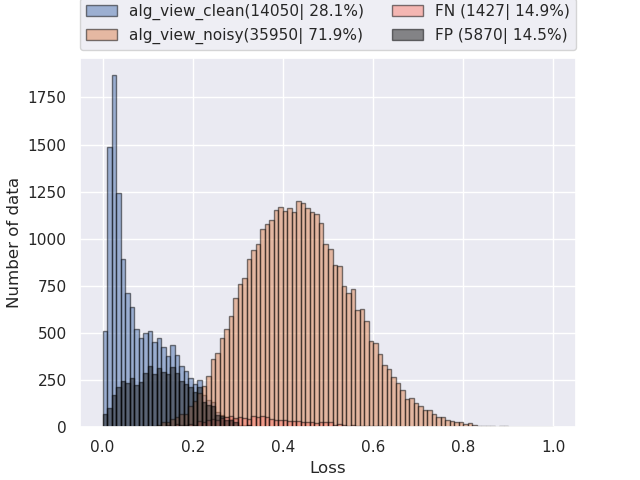 alg_view_clean(14050| 28.1%) FN (1427| 14.9%)
alg_view_noisy(35950| 71.9%) FP (5870| 14.5%)
1750
1500
1250
1000
750
500
250
0
Number of data
0.0 0.2 0.4 0.6 0.8 1.0
Loss